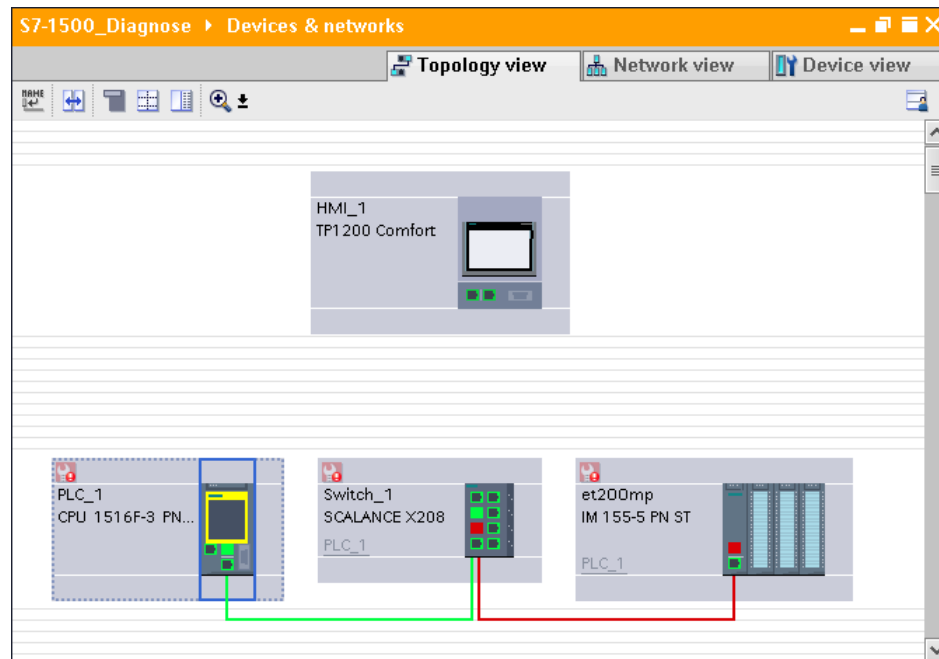 S7-1500_Diagnose ▸ Devices & networks
Topology view
Network view
Device view
NAME
HMI_1
TP1200 Comfort
PLC_1
CPU 1516F-3 PN...
Switch_1
SCALANCE X208
PLC_1
et200mp
IM 155-5 PN ST
PLC_1